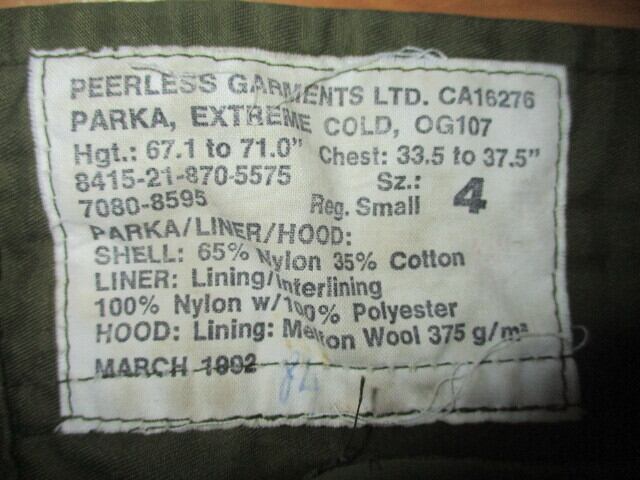 PEERLESS GARMENTS LTD. CA16276
PARKA, EXTREME COLD, OG107
Hgt.: 67.1 to 71.0" Chest: 33.5 to 37.5"
8415-21-870-5575 Sz.: 4
7080-8595 Reg. Small
PARKA/LINER/HOOD:
SHELL: 65% Nylon 35% Cotton
LINER: Lining/Interlining
100% Nylon w/100% Polyester
HOOD: Lining: Melton Wool 375 g/m²
MARCH 1992